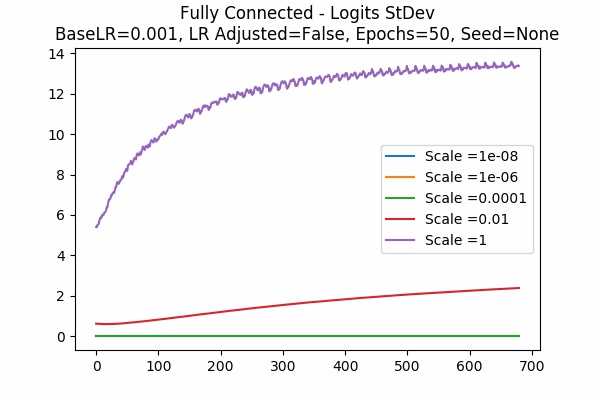 Fully Connected - Logits StDev
BaseLR=0.001, LR Adjusted=False, Epochs=50, Seed=None
14
12
10
8
6
4
2
0
Scale =1e-08
Scale =1e-06
Scale =0.0001
Scale =0.01
Scale =1
0 100 200 300 400 500 600 700